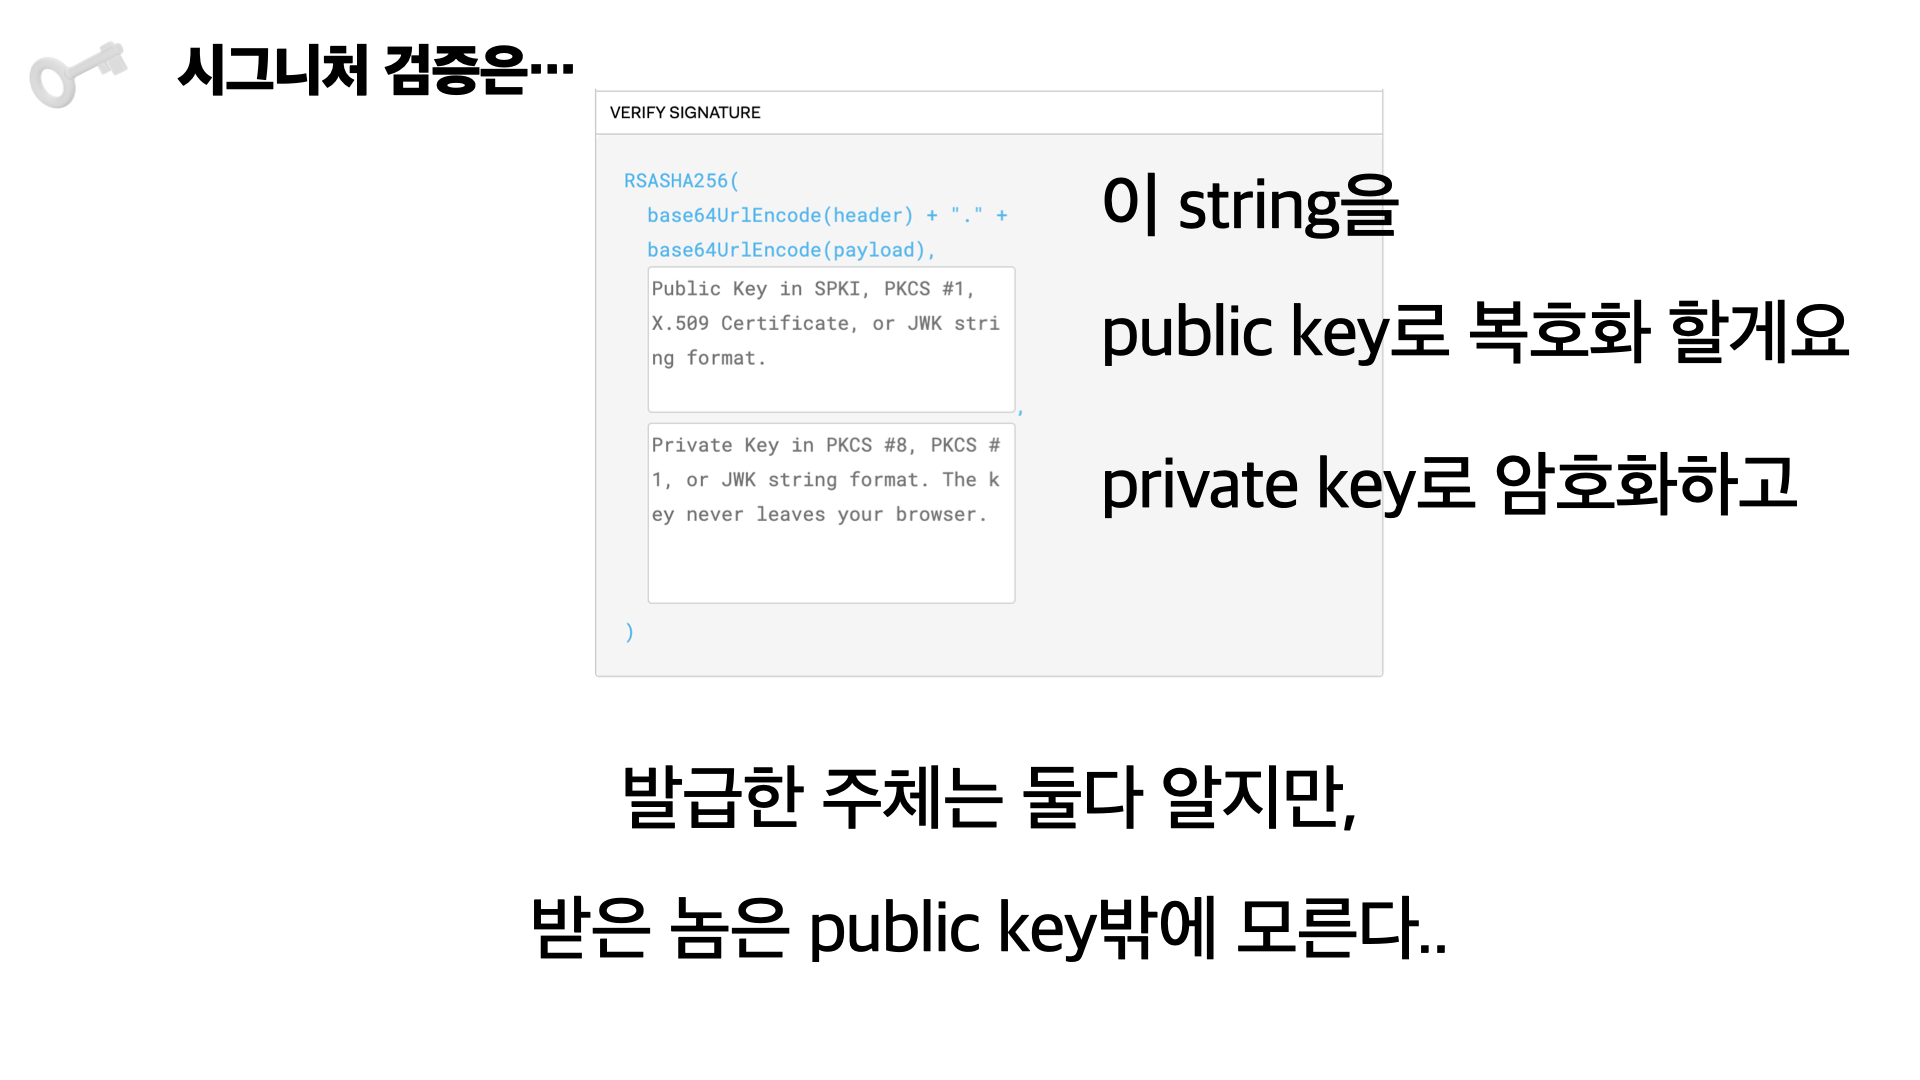 시그니처 검증은…
VERIFY SIGNATURE
RSASHA256(
base64UrlEncode(header) + "." +
base64UrlEncode(payload),
Public Key in SPKI, PKCS #1,
X.509 Certificate, or JWK stri
ng format.
,
Private Key in PKCS #8, PKCS #
1, or JWK string format. The k
ey never leaves your browser.
)
이 string을
public key로 복호화 할게요
private key로 암호화하고
발급한 주체는 둘다 알지만,
받은 놈은 public key밖에 모른다..